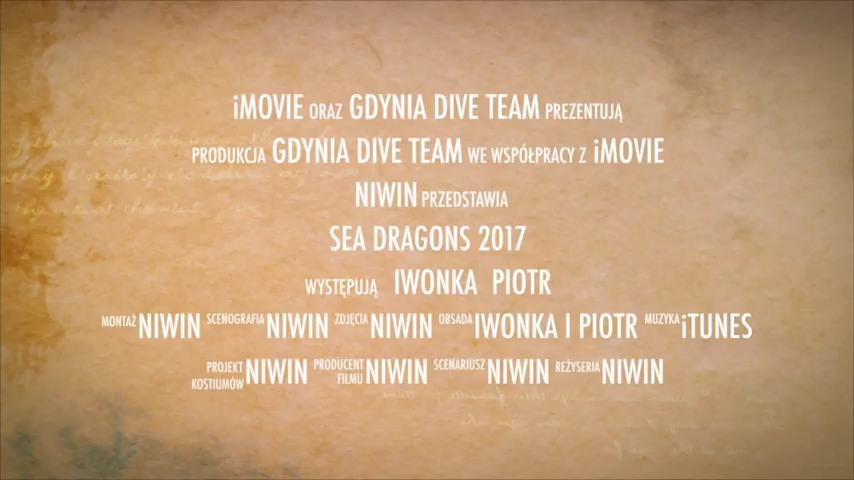 iMOVIE ORAZ GDYNIA DIVE TEAM PREZENTUJĄ
PRODUKCJA GDYNIA DIVE TEAM WE WSPÓŁPRACY Z iMOVIE
NIWIN PRZEDSTAWIA
SEA DRAGONS 2017
WYSTĘPUJĄ IWONKA PIOTR
MONTAŻ NIWIN SCENOGRAFIA NIWIN ZDJĘCIA NIWIN OBSADA IWONKA I PIOTR MUZYKA iTUNES
PROJEKT KOSTIUMÓW NIWIN PRODUCENT FILMU NIWIN SCENARIUSZ NIWIN REŻYSERIA NIWIN